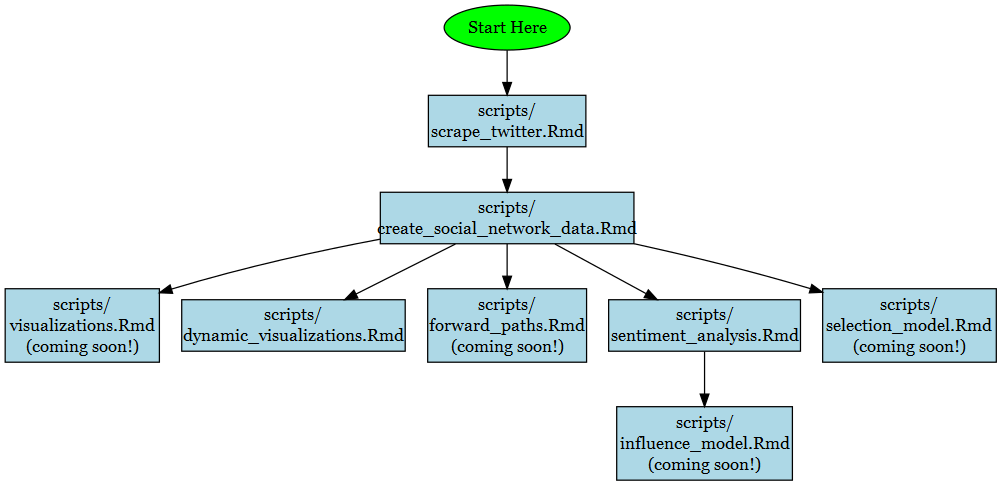 Start Here
scripts/
scrape_twitter.Rmd
scripts/
create_social_network_data.Rmd
scripts/
visualizations.Rmd
(coming soon!)
scripts/
dynamic_visualizations.Rmd
scripts/
forward_paths.Rmd
(coming soon!)
scripts/
sentiment_analysis.Rmd
scripts/
selection_model.Rmd
(coming soon!)
scripts/
influence_model.Rmd
(coming soon!)